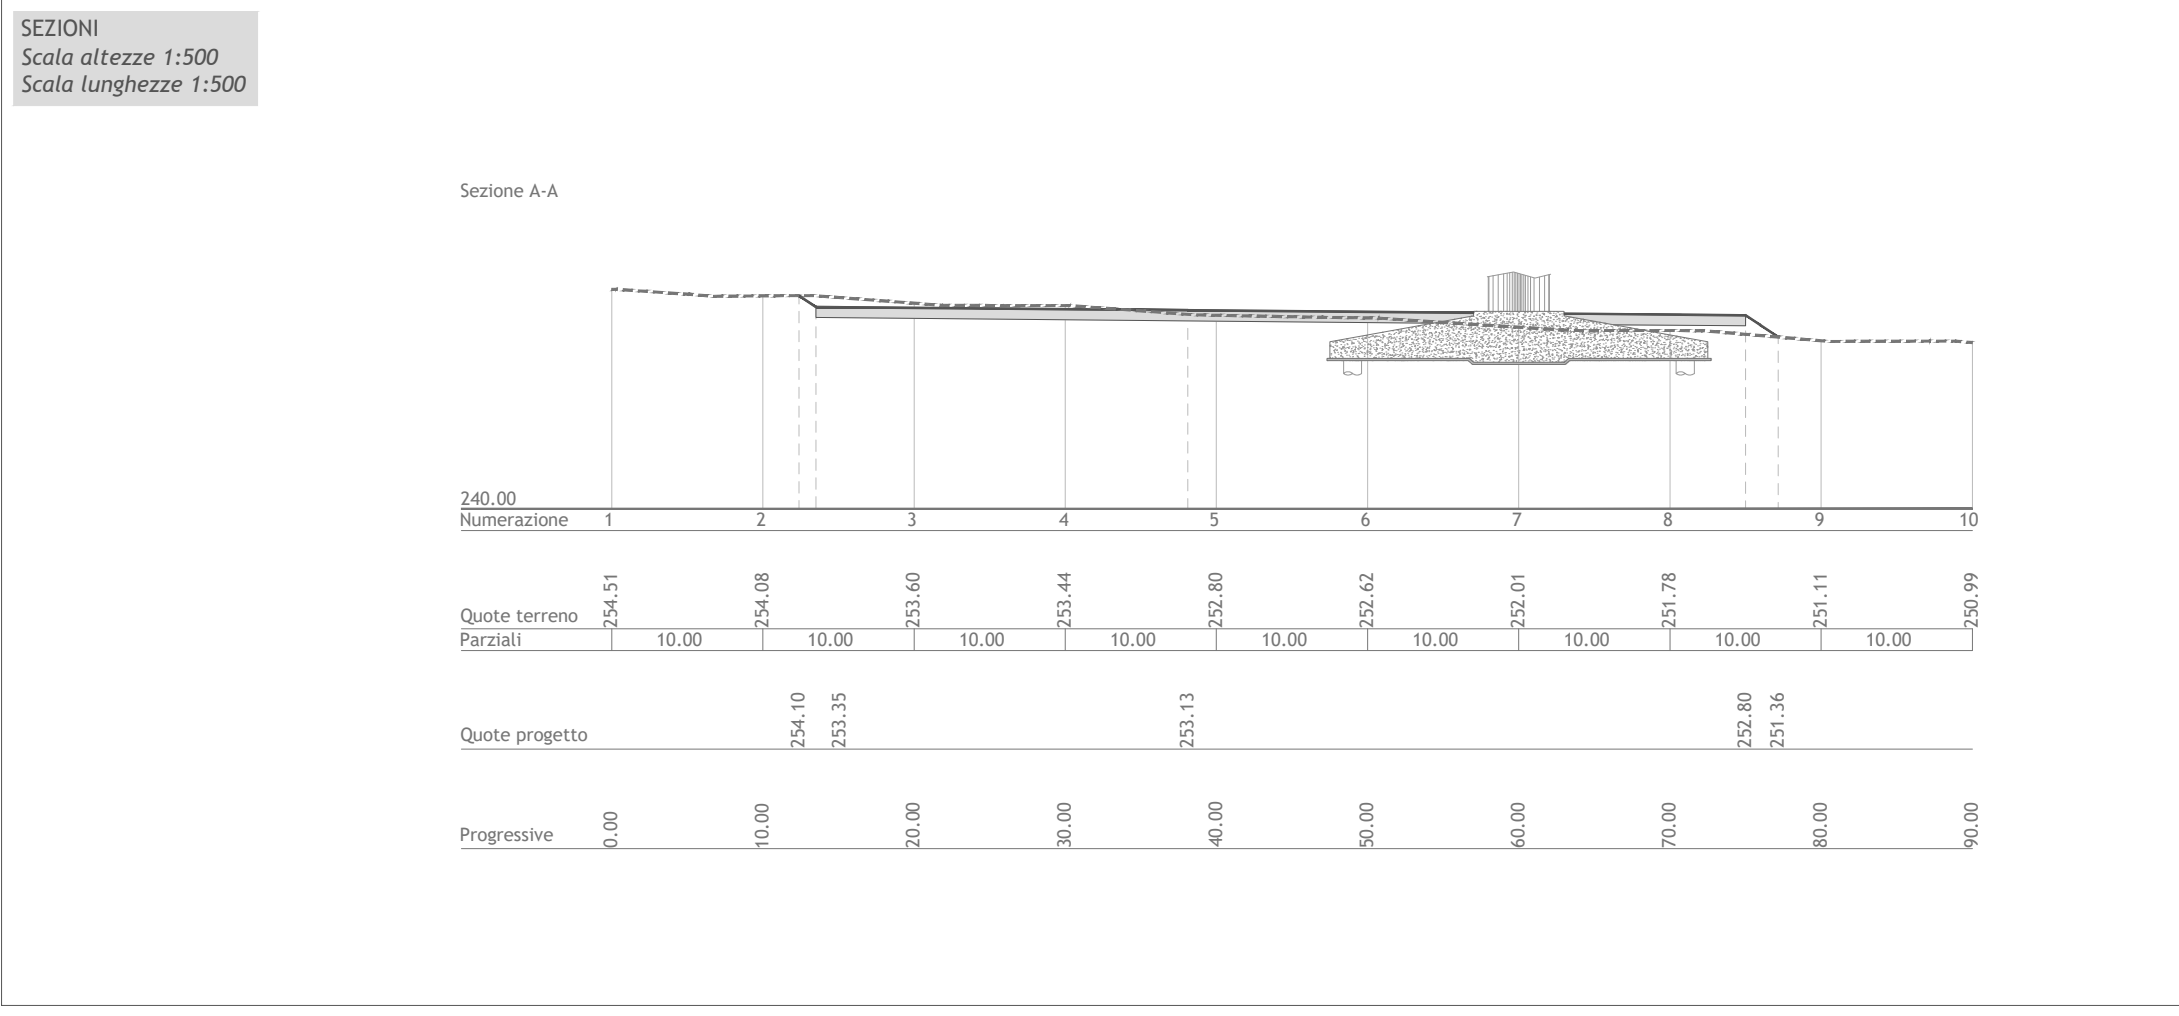 SEZIONI
Scala altezze 1:500
Scala lunghezze 1:500
Sezione A-A
240.00
Numerazione 1 2 3 4 5 6 7 8 9 10
Quote terreno 254.51 254.08 253.60 253.44 252.80 252.62 252.01 251.78 251.11 250.99
Parziali 10.00 10.00 10.00 10.00 10.00 10.00 10.00 10.00 10.00
Quote progetto 254.10 253.35 253.13 252.80 251.36
Progressive 0.00 10.00 20.00 30.00 40.00 50.00 60.00 70.00 80.00 90.00